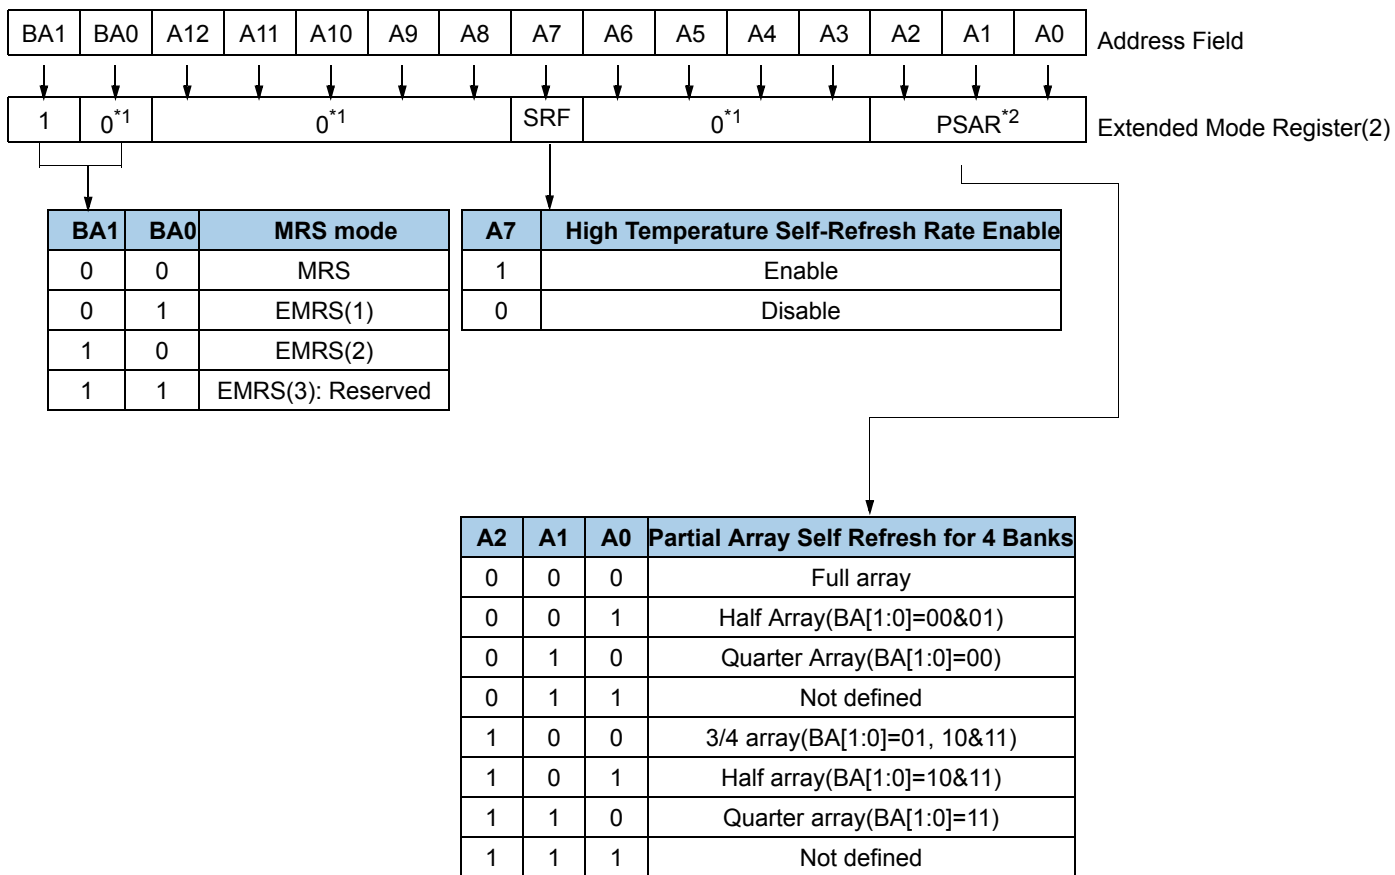 BA1 BA0 A12 A11 A10 A9 A8 A7 A6 A5 A4 A3 A2 A1 A0 Address Field
1 0*1 0*1 SRF 0*1 PSAR*2 Extended Mode Register(2)
BA1 BA0 MRS mode
0 0 MRS
0 1 EMRS(1)
1 0 EMRS(2)
1 1 EMRS(3): Reserved
A7 High Temperature Self-Refresh Rate Enable
1 Enable
0 Disable
A2 A1 A0 Partial Array Self Refresh for 4 Banks
0 0 0 Full array
0 0 1 Half Array(BA[1:0]=00&01)
0 1 0 Quarter Array(BA[1:0]=00)
0 1 1 Not defined
1 0 0 3/4 array(BA[1:0]=01, 10&11)
1 0 1 Half array(BA[1:0]=10&11)
1 1 0 Quarter array(BA[1:0]=11)
1 1 1 Not defined